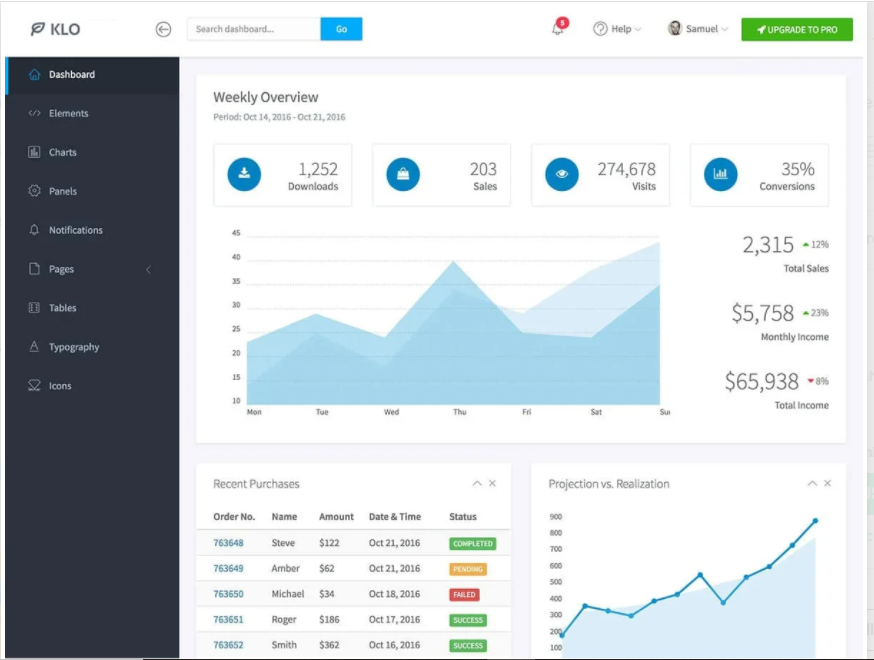 KLO
Search dashboard...
Go
5
Help
Samuel
UPGRADE TO PRO
Dashboard
Elements
Charts
Panels
Notifications
Pages
Tables
Typography
Icons
Weekly Overview
Period: Oct 14, 2016 - Oct 21, 2016
1,252
Downloads
203
Sales
274,678
Visits
35%
Conversions
45
40
35
30
25
20
15
10
Mon Tue Wed Thu Fri Sat Su
2,315 12%
Total Sales
$5,758 23%
Monthly Income
$65,938 8%
Total Income
Recent Purchases
Order No. Name Amount Date & Time Status
763648 Steve $122 Oct 21, 2016 COMPLETED
763649 Amber $62 Oct 21, 2016 PENDING
763650 Michael $34 Oct 18, 2016 FAILED
763651 Roger $186 Oct 17, 2016 SUCCESS
763652 Smith $362 Oct 16, 2016 SUCCESS
Projection vs. Realization
900
800
700
600
500
400
300
200
100